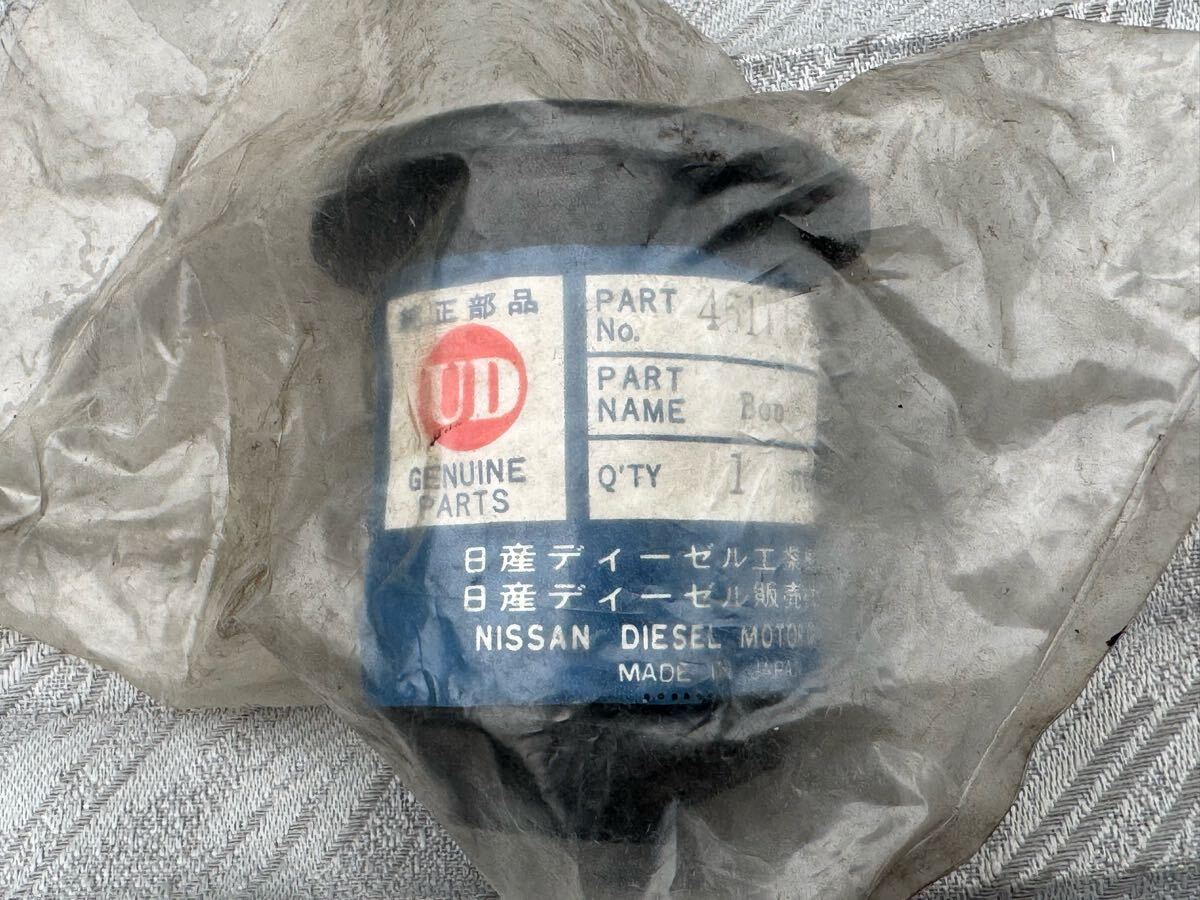 純正部品
UD
GENUINE
PARTS
PART
No.
PART
NAME
Q'TY 1
日産ディーゼル工業
日産ディーゼル販売
NISSAN DIESEL MOTOR
MADE IN JAPAN